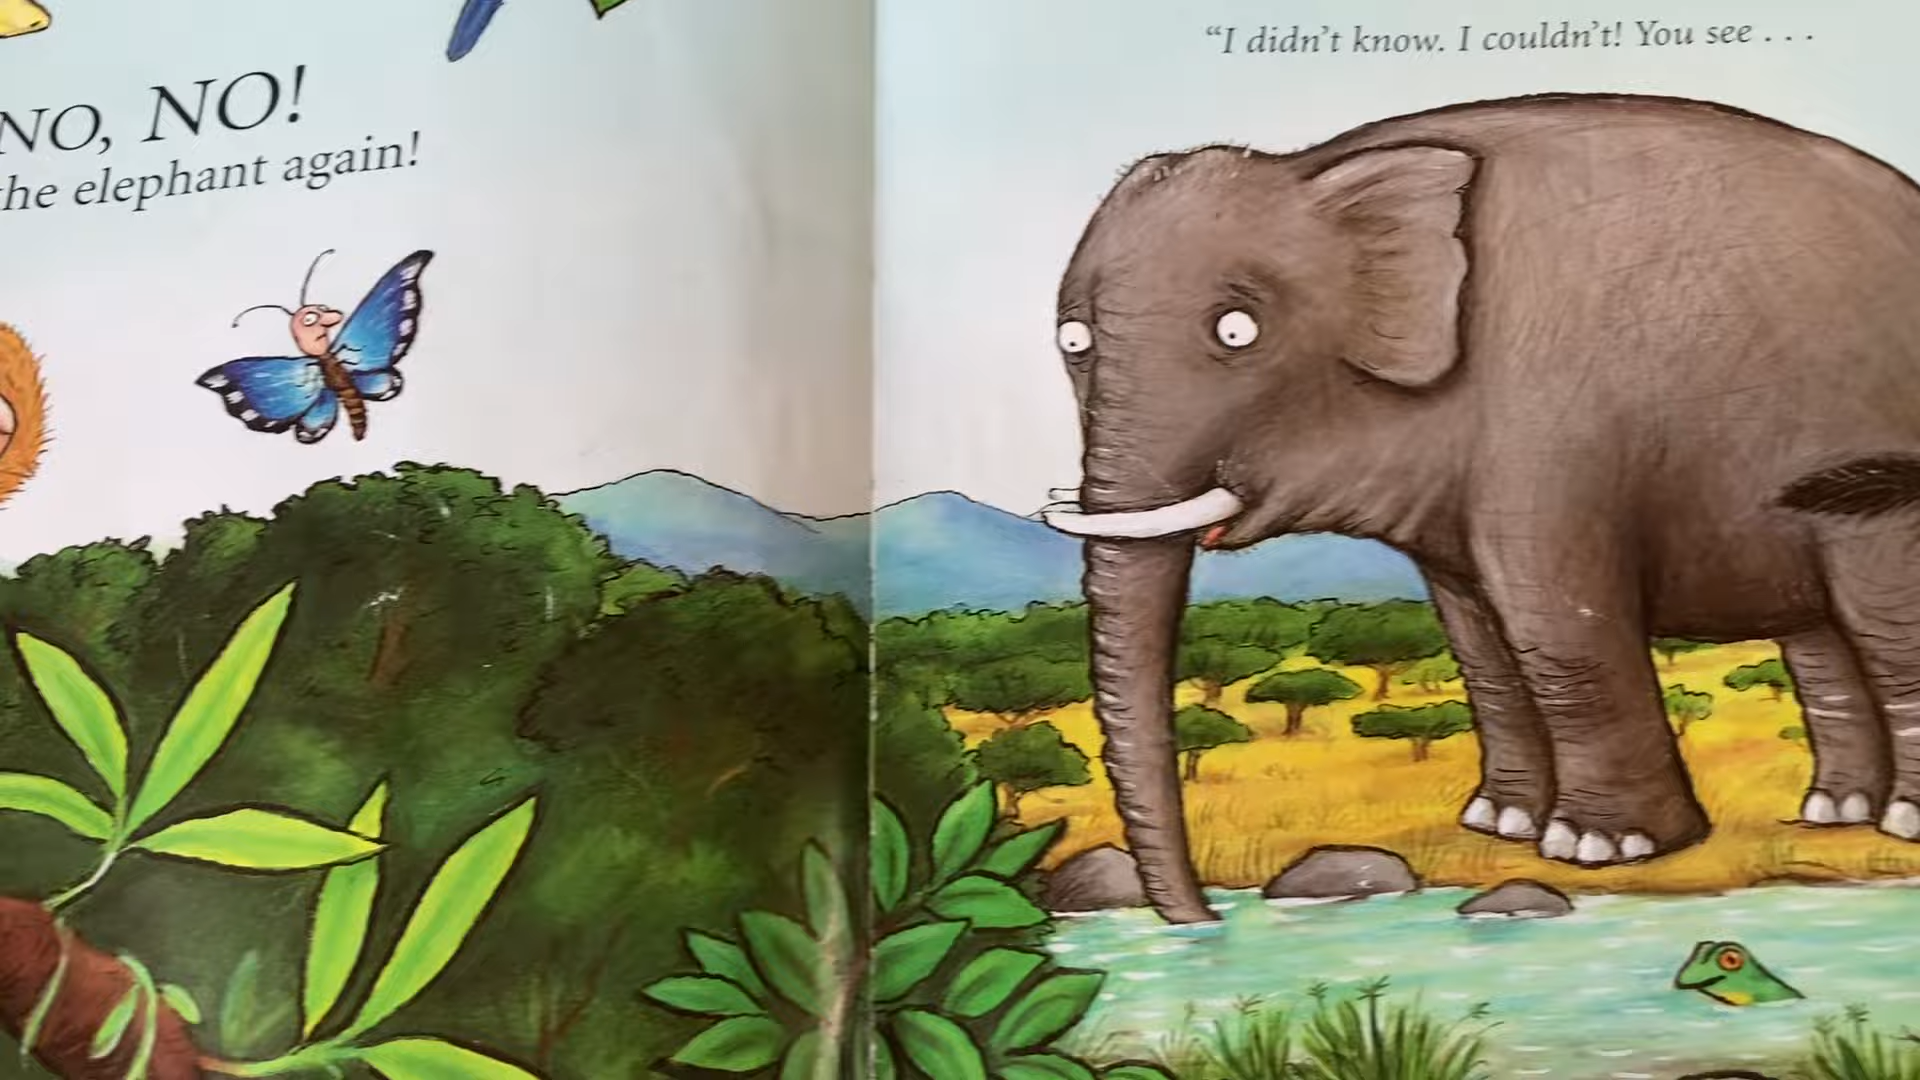 NO, NO!
the elephant again!
"I didn't know. I couldn't! You see . . .